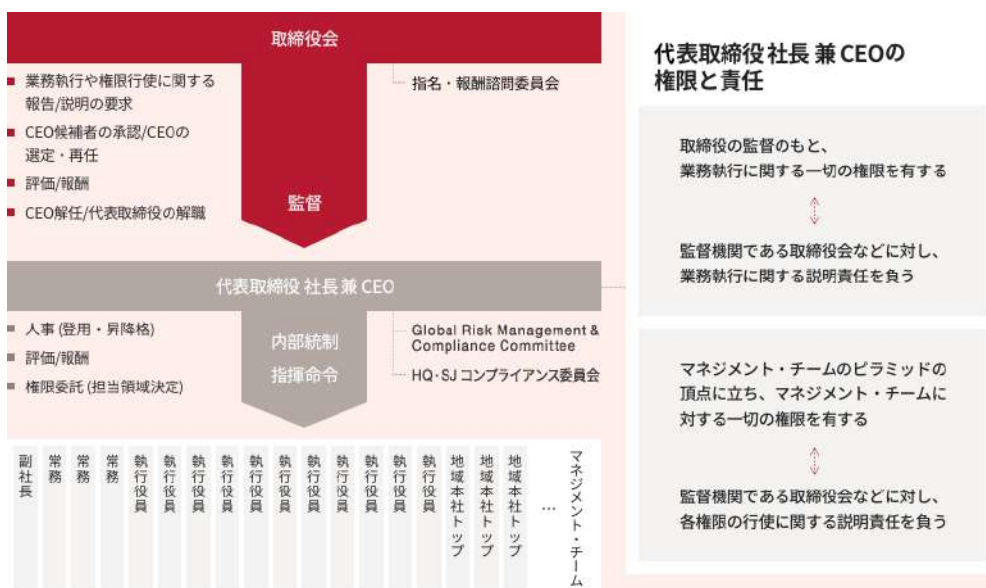 取締役会
業務執行や権限行使に関する
報告/説明の要求
CEO候補者の承認/CEOの
選定・再任
評価/報酬
CEO解任/代表取締役の解職
指名・報酬諮問委員会
監督
代表取締役 社長 兼 CEO
人事 (登用・昇降格)
評価/報酬
権限委託 (担当領域決定)
内部統制
指揮命令
Global Risk Management &
Compliance Committee
HQ・SJ コンプライアンス委員会
副社長
常務
常務
常務
執行役員
執行役員
執行役員
執行役員
執行役員
執行役員
執行役員
執行役員
執行役員
執行役員
執行役員
地域本社トップ
地域本社トップ
地域本社トップ
…
マネジメント・チーム
代表取締役 社長 兼 CEOの
権限と責任
取締役の監督のもと、
業務執行に関する一切の権限を有する
監督機関である取締役会などに対し、
業務執行に関する説明責任を負う
マネジメント・チームのピラミッドの
頂点に立ち、マネジメント・チームに
対する一切の権限を有する
監督機関である取締役会などに対し、
各権限の行使に関する説明責任を負う